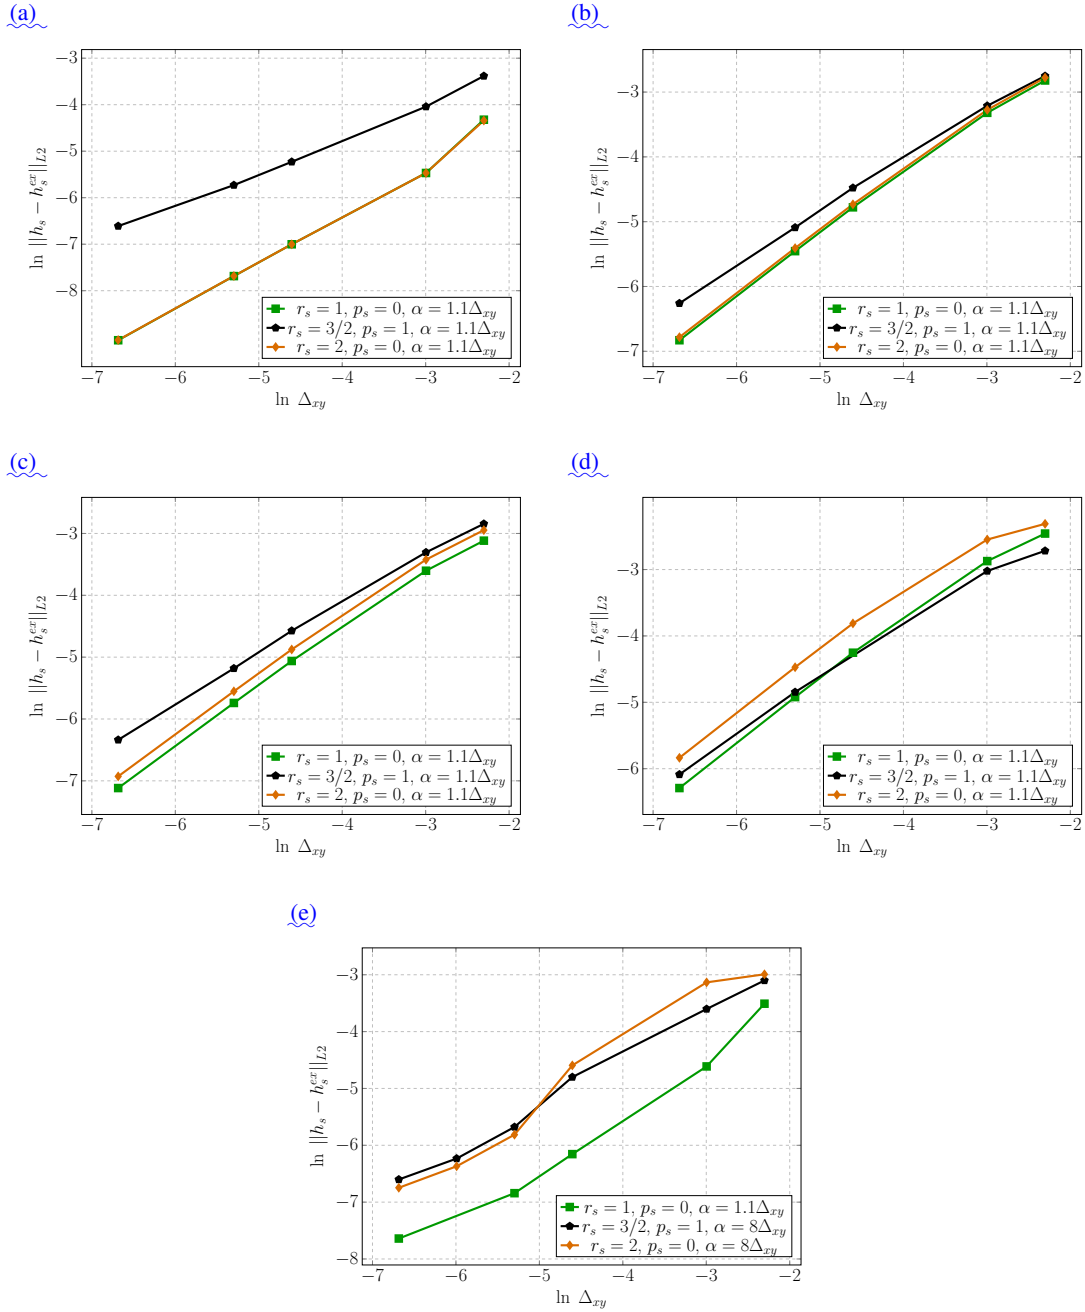 (a)
−3
−4
−5
−6
−7
−8
ln ||h_s − h_s^{ex}||_{L2}
r_s = 1, p_s = 0, α = 1.1Δ_{xy}
r_s = 3/2, p_s = 1, α = 1.1Δ_{xy}
r_s = 2, p_s = 0, α = 1.1Δ_{xy}
−7 −6 −5 −4 −3 −2
ln Δ_{xy}
(b)
−3
−4
−5
−6
−7
ln ||h_s − h_s^{ex}||_{L2}
r_s = 1, p_s = 0, α = 1.1Δ_{xy}
r_s = 3/2, p_s = 1, α = 1.1Δ_{xy}
r_s = 2, p_s = 0, α = 1.1Δ_{xy}
−7 −6 −5 −4 −3 −2
ln Δ_{xy}
(c)
−3
−4
−5
−6
−7
ln ||h_s − h_s^{ex}||_{L2}
r_s = 1, p_s = 0, α = 1.1Δ_{xy}
r_s = 3/2, p_s = 1, α = 1.1Δ_{xy}
r_s = 2, p_s = 0, α = 1.1Δ_{xy}
−7 −6 −5 −4 −3 −2
ln Δ_{xy}
(d)
−3
−4
−5
−6
ln ||h_s − h_s^{ex}||_{L2}
r_s = 1, p_s = 0, α = 1.1Δ_{xy}
r_s = 3/2, p_s = 1, α = 1.1Δ_{xy}
r_s = 2, p_s = 0, α = 1.1Δ_{xy}
−7 −6 −5 −4 −3 −2
ln Δ_{xy}
(e)
−3
−4
−5
−6
−7
−8
ln ||h_s − h_s^{ex}||_{L2}
r_s = 1, p_s = 0, α = 1.1Δ_{xy}
r_s = 3/2, p_s = 1, α = 8Δ_{xy}
r_s = 2, p_s = 0, α = 8Δ_{xy}
−7 −6 −5 −4 −3 −2
ln Δ_{xy}